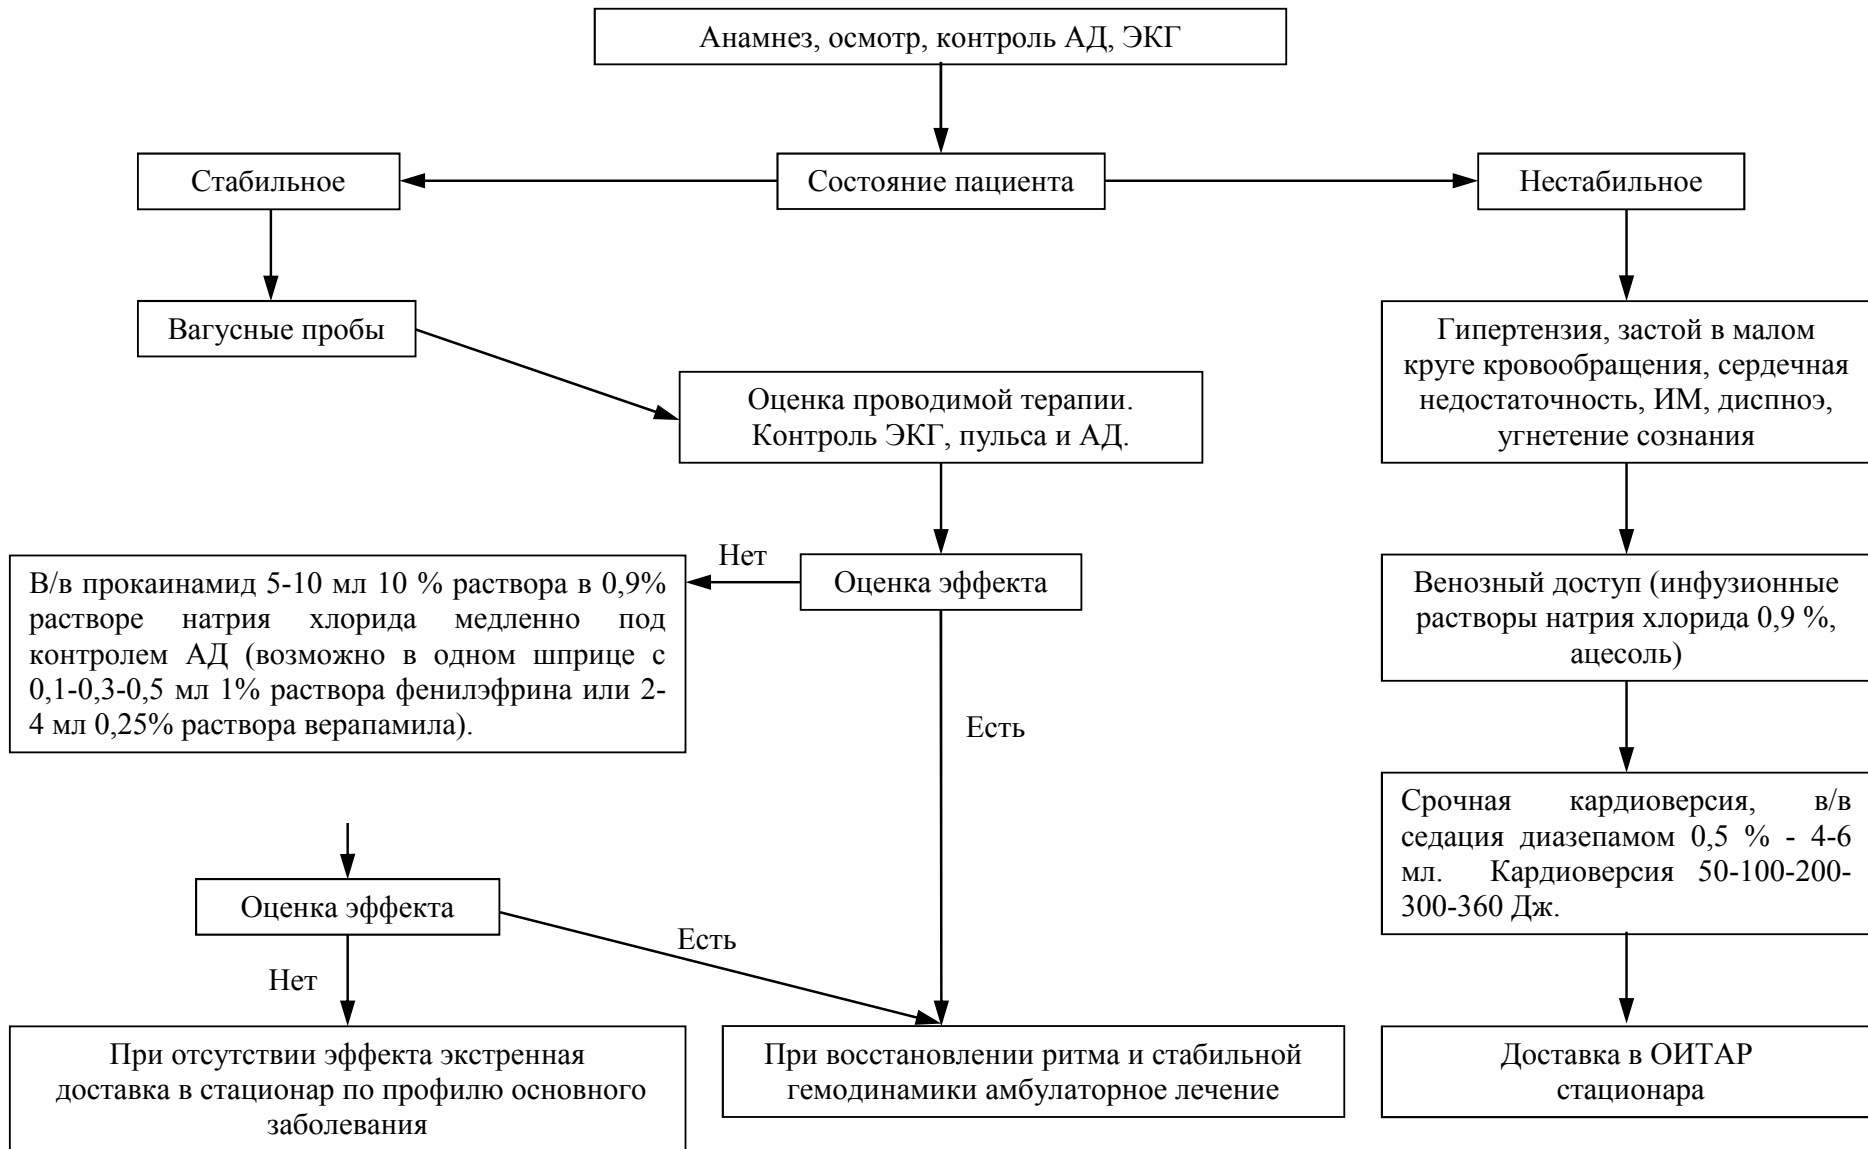 Анамнез, осмотр, контроль АД, ЭКГ
Стабильное
Состояние пациента
Нестабильное
Вагусные пробы
Гипертензия, застой в малом
круге кровообращения, сердечная
недостаточность, ИМ, диспноэ,
угнетение сознания
Оценка проводимой терапии.
Контроль ЭКГ, пульса и АД.
Нет
Оценка эффекта
В/в прокаинамид 5-10 мл 10 % раствора в 0,9%
растворе натрия хлорида медленно под
контролем АД (возможно в одном шприце с
0,1-0,3-0,5 мл 1% раствора фенилэфрина или 2-
4 мл 0,25% раствора верапамила).
Венозный доступ (инфузионные
растворы натрия хлорида 0,9 %,
ацесоль)
Есть
Срочная кардиоверсия, в/в
седация диазепамом 0,5 % - 4-6
мл. Кардиоверсия 50-100-200-
300-360 Дж.
Оценка эффекта
Есть
Нет
При отсутствии эффекта экстренная
доставка в стационар по профилю основного
заболевания
При восстановлении ритма и стабильной
гемодинамики амбулаторное лечение
Доставка в ОИТАР
стационара